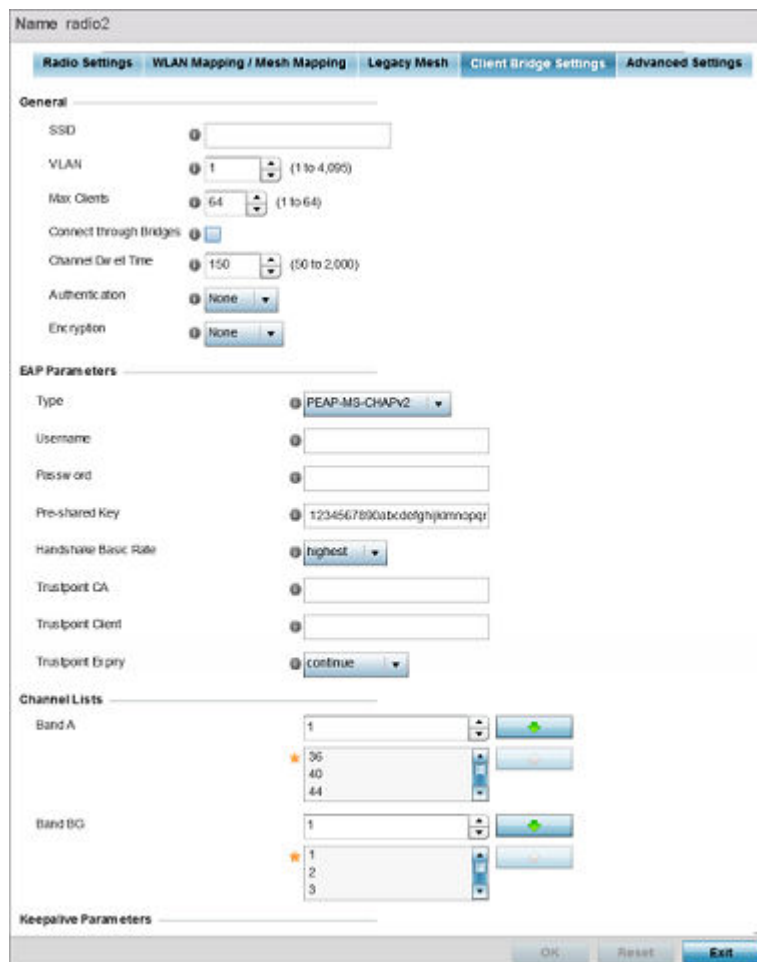 Name radio2
Radio Settings WLAN Mapping / Mesh Mapping Legacy Mesh Client Bridge Settings Advanced Settings
General
SSID
VLAN 1 (1 to 4,095)
Max Clients 64 (1 to 64)
Connect through Bridges
Channel Dwell Time 150 (50 to 2,000)
Authentication None
Encryption None
EAP Parameters
Type PEAP-MS-CHAPv2
Username
Password
Pre-shared Key 1234567890abcdefghijklmnopqr
Handshake Basic Rate highest
Trustpoint CA
Trustpoint Client
Trustpoint Expiry continue
Channel Lists
Band A 1
36
40
44
Band BG 1
1
2
3
Keepalive Parameters
OK Reset Exit